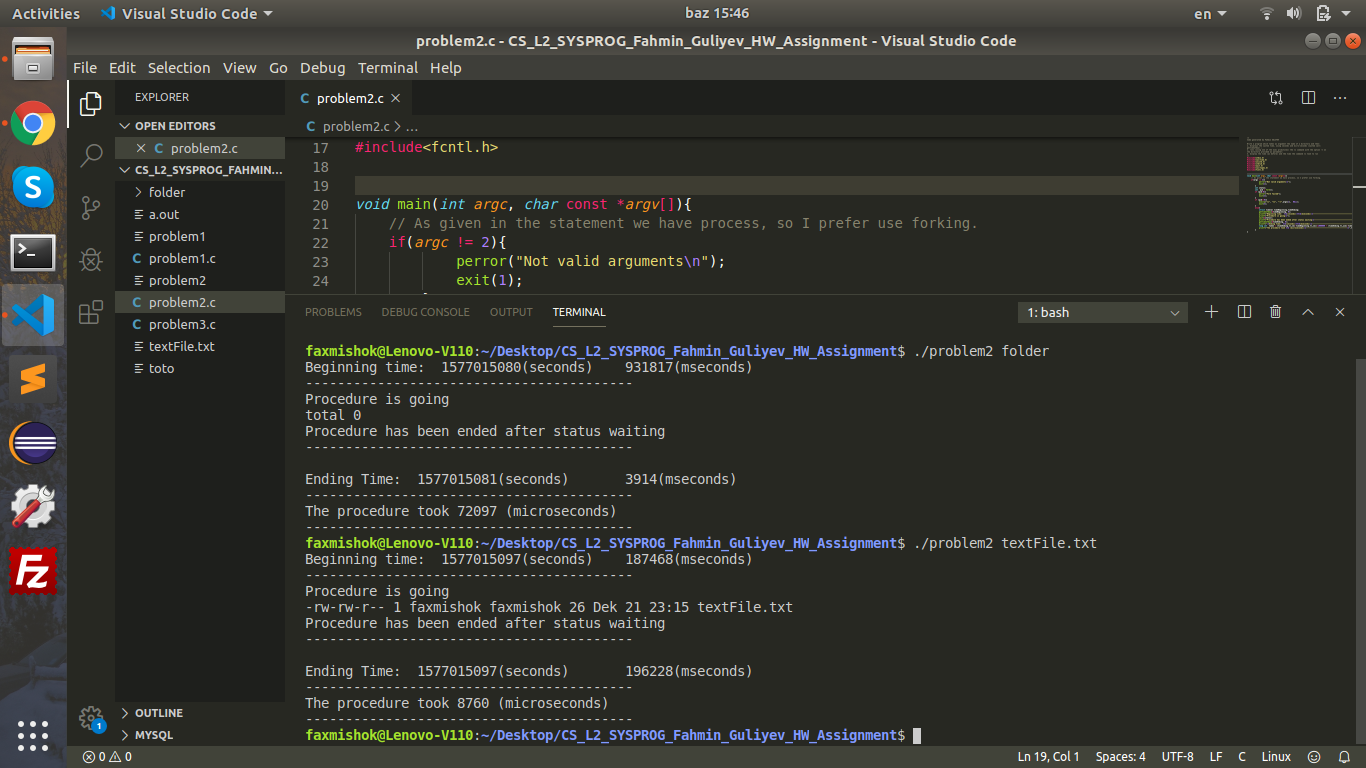 Activities Visual Studio Code baz 15:46 en
problem2.c - CS_L2_SYSPROG_Fahmin_Guliyev_HW_Assignment - Visual Studio Code
File Edit Selection View Go Debug Terminal Help
EXPLORER
OPEN EDITORS
problem2.c
CS_L2_SYSPROG_FAHMIN...
folder
a.out
problem1
problem1.c
problem2
problem2.c
problem3.c
textFile.txt
toto
OUTLINE
MYSQL
problem2.c
problem2.c > ...
17 #include<fcntl.h>
18
19
20 void main(int argc, char const *argv[]){
21 // As given in the statement we have process, so I prefer use forking.
22 if(argc != 2){
23 perror("Not valid arguments\n");
24 exit(1);
PROBLEMS DEBUG CONSOLE OUTPUT TERMINAL 1: bash
faxmishok@Lenovo-V110:~/Desktop/CS_L2_SYSPROG_Fahmin_Guliyev_HW_Assignment$ ./problem2 folder
Beginning time: 1577015080(seconds) 931817(mseconds)
-----------------------------------------
Procedure is going
total 0
Procedure has been ended after status waiting
-----------------------------------------
Ending Time: 1577015081(seconds) 3914(mseconds)
-----------------------------------------
The procedure took 72097 (microseconds)
-----------------------------------------
faxmishok@Lenovo-V110:~/Desktop/CS_L2_SYSPROG_Fahmin_Guliyev_HW_Assignment$ ./problem2 textFile.txt
Beginning time: 1577015097(seconds) 187468(mseconds)
-----------------------------------------
Procedure is going
-rw-rw-r-- 1 faxmishok faxmishok 26 Dek 21 23:15 textFile.txt
Procedure has been ended after status waiting
-----------------------------------------
Ending Time: 1577015097(seconds) 196228(mseconds)
-----------------------------------------
The procedure took 8760 (microseconds)
-----------------------------------------
faxmishok@Lenovo-V110:~/Desktop/CS_L2_SYSPROG_Fahmin_Guliyev_HW_Assignment$
1
0 0 Ln 19, Col 1 Spaces: 4 UTF-8 LF C Linux